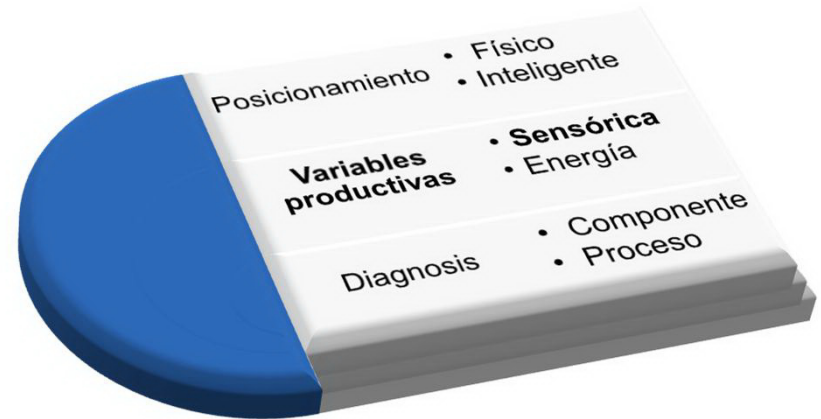 Posicionamiento
• Físico
• Inteligente
Variables
productivas
• Sensórica
• Energía
Diagnosis
• Componente
• Proceso